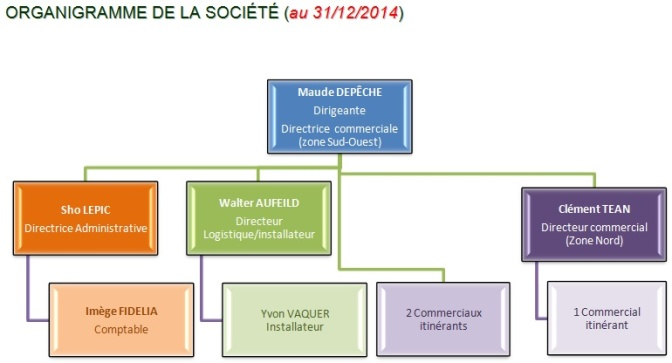 ORGANIGRAMME DE LA SOCIÉTÉ (au 31/12/2014)
Maude DEPÊCHE
Dirigeante
Directrice commerciale
(zone Sud-Ouest)
Sho LEPIC
Directrice Administrative
Walter AUFEILD
Directeur
Logistique/installateur
Clément TEAN
Directeur commercial
(Zone Nord)
Imège FIDELIA
Comptable
Yvon VAQUER
Installateur
2 Commerciaux
itinérants
1 Commercial
itinérant